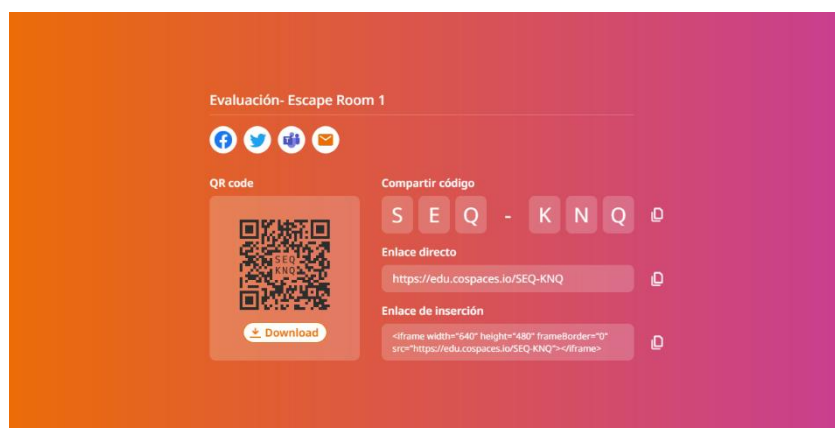 Evaluación- Escape Room 1
QR code
SEQ
KNQ
Download
Compartir código
S E Q - K N Q
Enlace directo
https://edu.cospaces.io/SEQ-KNQ
Enlace de inserción
<iframe width="640" height="480" frameBorder="0"
src="https://edu.cospaces.io/SEQ-KNQ"></iframe>